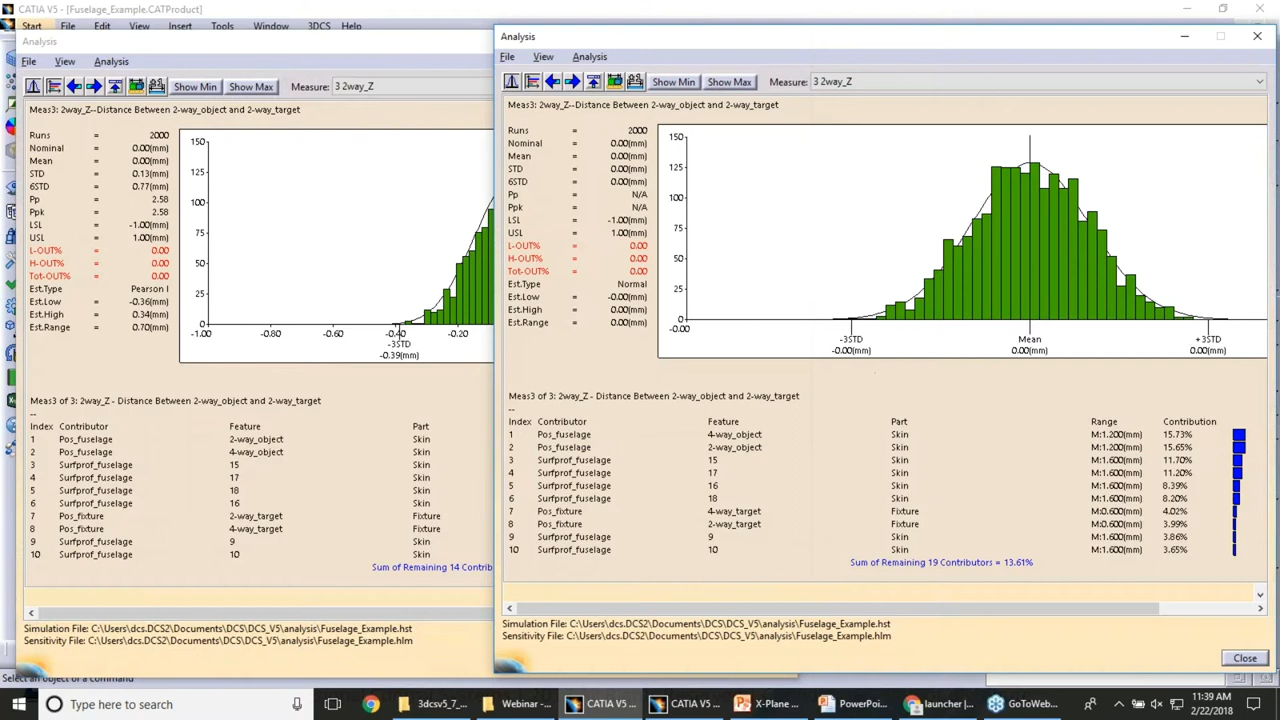 CATIA V5 - [Fuselage_Example.CATProduct]
Start File Edit View Insert Tools Window 3DCS Help
Analysis
File View Analysis
Show Min Show Max Measure: 3 2way_Z
Meas3: 2way_Z--Distance Between 2-way_object and 2-way_target
Runs = 2000
Nominal = 0.00(mm)
Mean = 0.00(mm)
STD = 0.13(mm)
6STD = 0.77(mm)
Pp = 2.58
Ppk = 2.58
LSL = -1.00(mm)
USL = 1.00(mm)
L-OUT% = 0.00
H-OUT% = 0.00
Tot-OUT% = 0.00
Est.Type = Pearson I
Est.Low = -0.36(mm)
Est.High = 0.34(mm)
Est.Range = 0.70(mm)
150
125
100
75
50
25
-1.00 -0.80 -0.60 -0.40 -0.20
-3STD
-0.39(mm)
Meas3 of 3: 2way_Z - Distance Between 2-way_object and 2-way_target
--
Index Contributor Feature Part
1 Pos_fuselage 2-way_object Skin
2 Pos_fuselage 4-way_object Skin
3 Surfprof_fuselage 15 Skin
4 Surfprof_fuselage 17 Skin
5 Surfprof_fuselage 18 Skin
6 Surfprof_fuselage 16 Skin
7 Pos_fixture 2-way_target Fixture
8 Pos_fixture 4-way_target Fixture
9 Surfprof_fuselage 9 Skin
10 Surfprof_fuselage 10 Skin
Sum of Remaining 14 Contrib
Simulation File: C:\Users\dcs.DCS2\Documents\DCS\DCS_V5\analysis\Fuselage_Example.hst
Sensitivity File: C:\Users\dcs.DCS2\Documents\DCS\DCS_V5\analysis\Fuselage_Example.hlm
Analysis
File View Analysis
Show Min Show Max Measure: 3 2way_Z
Meas3: 2way_Z--Distance Between 2-way_object and 2-way_target
Runs = 2000
Nominal = 0.00(mm)
Mean = 0.00(mm)
STD = 0.00(mm)
6STD = 0.00(mm)
Pp = N/A
Ppk = N/A
LSL = -1.00(mm)
USL = 1.00(mm)
L-OUT% = 0.00
H-OUT% = 0.00
Tot-OUT% = 0.00
Est.Type = Normal
Est.Low = -0.00(mm)
Est.High = 0.00(mm)
Est.Range = 0.00(mm)
150
125
100
75
50
25
-0.00
-3STD Mean +3STD
-0.00(mm) 0.00(mm) 0.00(mm)
Meas3 of 3: 2way_Z - Distance Between 2-way_object and 2-way_target
--
Index Contributor Feature Part Range Contribution
1 Pos_fuselage 4-way_object Skin M:1.200(mm) 15.73%
2 Pos_fuselage 2-way_object Skin M:1.200(mm) 15.65%
3 Surfprof_fuselage 15 Skin M:1.600(mm) 11.70%
4 Surfprof_fuselage 17 Skin M:1.600(mm) 11.20%
5 Surfprof_fuselage 16 Skin M:1.600(mm) 8.39%
6 Surfprof_fuselage 18 Skin M:1.600(mm) 8.20%
7 Pos_fixture 4-way_target Fixture M:0.600(mm) 4.02%
8 Pos_fixture 2-way_target Fixture M:0.600(mm) 3.99%
9 Surfprof_fuselage 9 Skin M:1.600(mm) 3.86%
10 Surfprof_fuselage 10 Skin M:1.600(mm) 3.65%
Sum of Remaining 19 Contributors = 13.61%
Simulation File: C:\Users\dcs.DCS2\Documents\DCS\DCS_V5\analysis\Fuselage_Example.hst
Sensitivity File: C:\Users\dcs.DCS2\Documents\DCS\DCS_V5\analysis\Fuselage_Example.hlm
Close
Select an object or a command
Type here to search
3dcsv5_7_...
Webinar -...
CATIA V5 ...
CATIA V5 ...
X-Plane ...
PowerPoi...
launcher |...
GoToWeb...
11:39 AM
2/22/2018